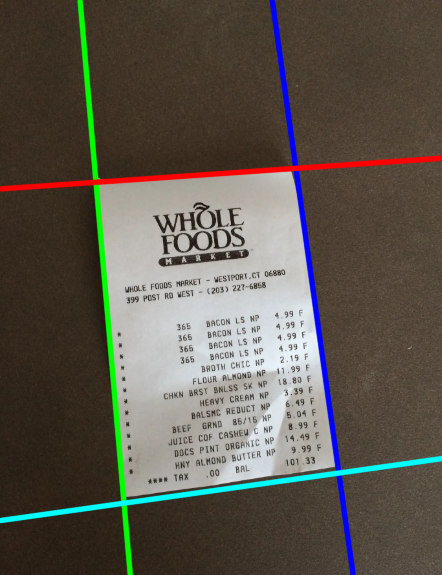 WHOLE
FOODS
MARKET
WHOLE FOODS MARKET - WESTPORT,CT 06880
399 POST RD WEST - (203) 227-6858
* 365 BACON LS NP 4.99 F
* 365 BACON LS NP 4.99 F
* 365 BACON LS NP 4.99 F
* 365 BACON LS NP 4.99 F
* BROTH CHIC NP 2.19 F
* FLOUR ALMOND NP 11.99 F
* CHKN BRST BNLSS SK NP 18.80 F
* HEAVY CREAM NP 3.39 F
* BALSMC REDUCT NP 6.49 F
* BEEF GRND 85/15 NP 5.04 F
* JUICE COF CASHEW C NP 8.99 F
* DOCS PINT ORGANIC NP 14.49 F
* HNY ALMOND BUTTER NP 9.99 F
**** TAX .00 BAL 101.33